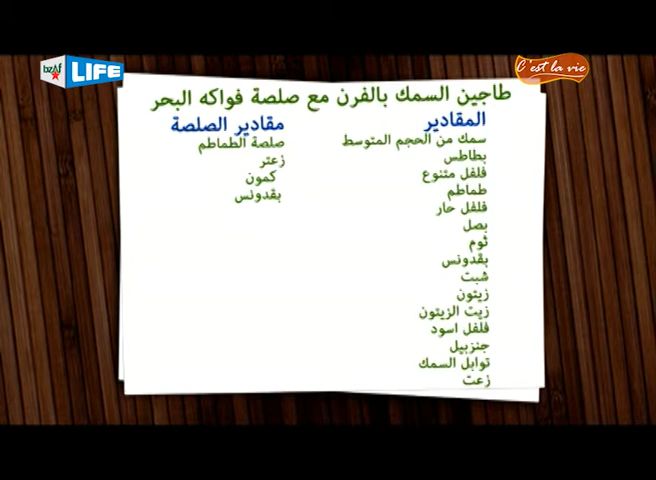 bzaf
LIFE
C'est la vie
طاجين السمك بالفرن مع صلصة فواكه البحر
المقادير
سمك من الحجم المتوسط
بطاطس
فلفل متنوع
طماطم
فلفل حار
بصل
ثوم
بقدونس
شبت
زيتون
زيت الزيتون
فلفل اسود
جنزبيل
توابل السمك
زعت
مقادير الصلصة
صلصة الطماطم
زعتر
كمون
بقدونس